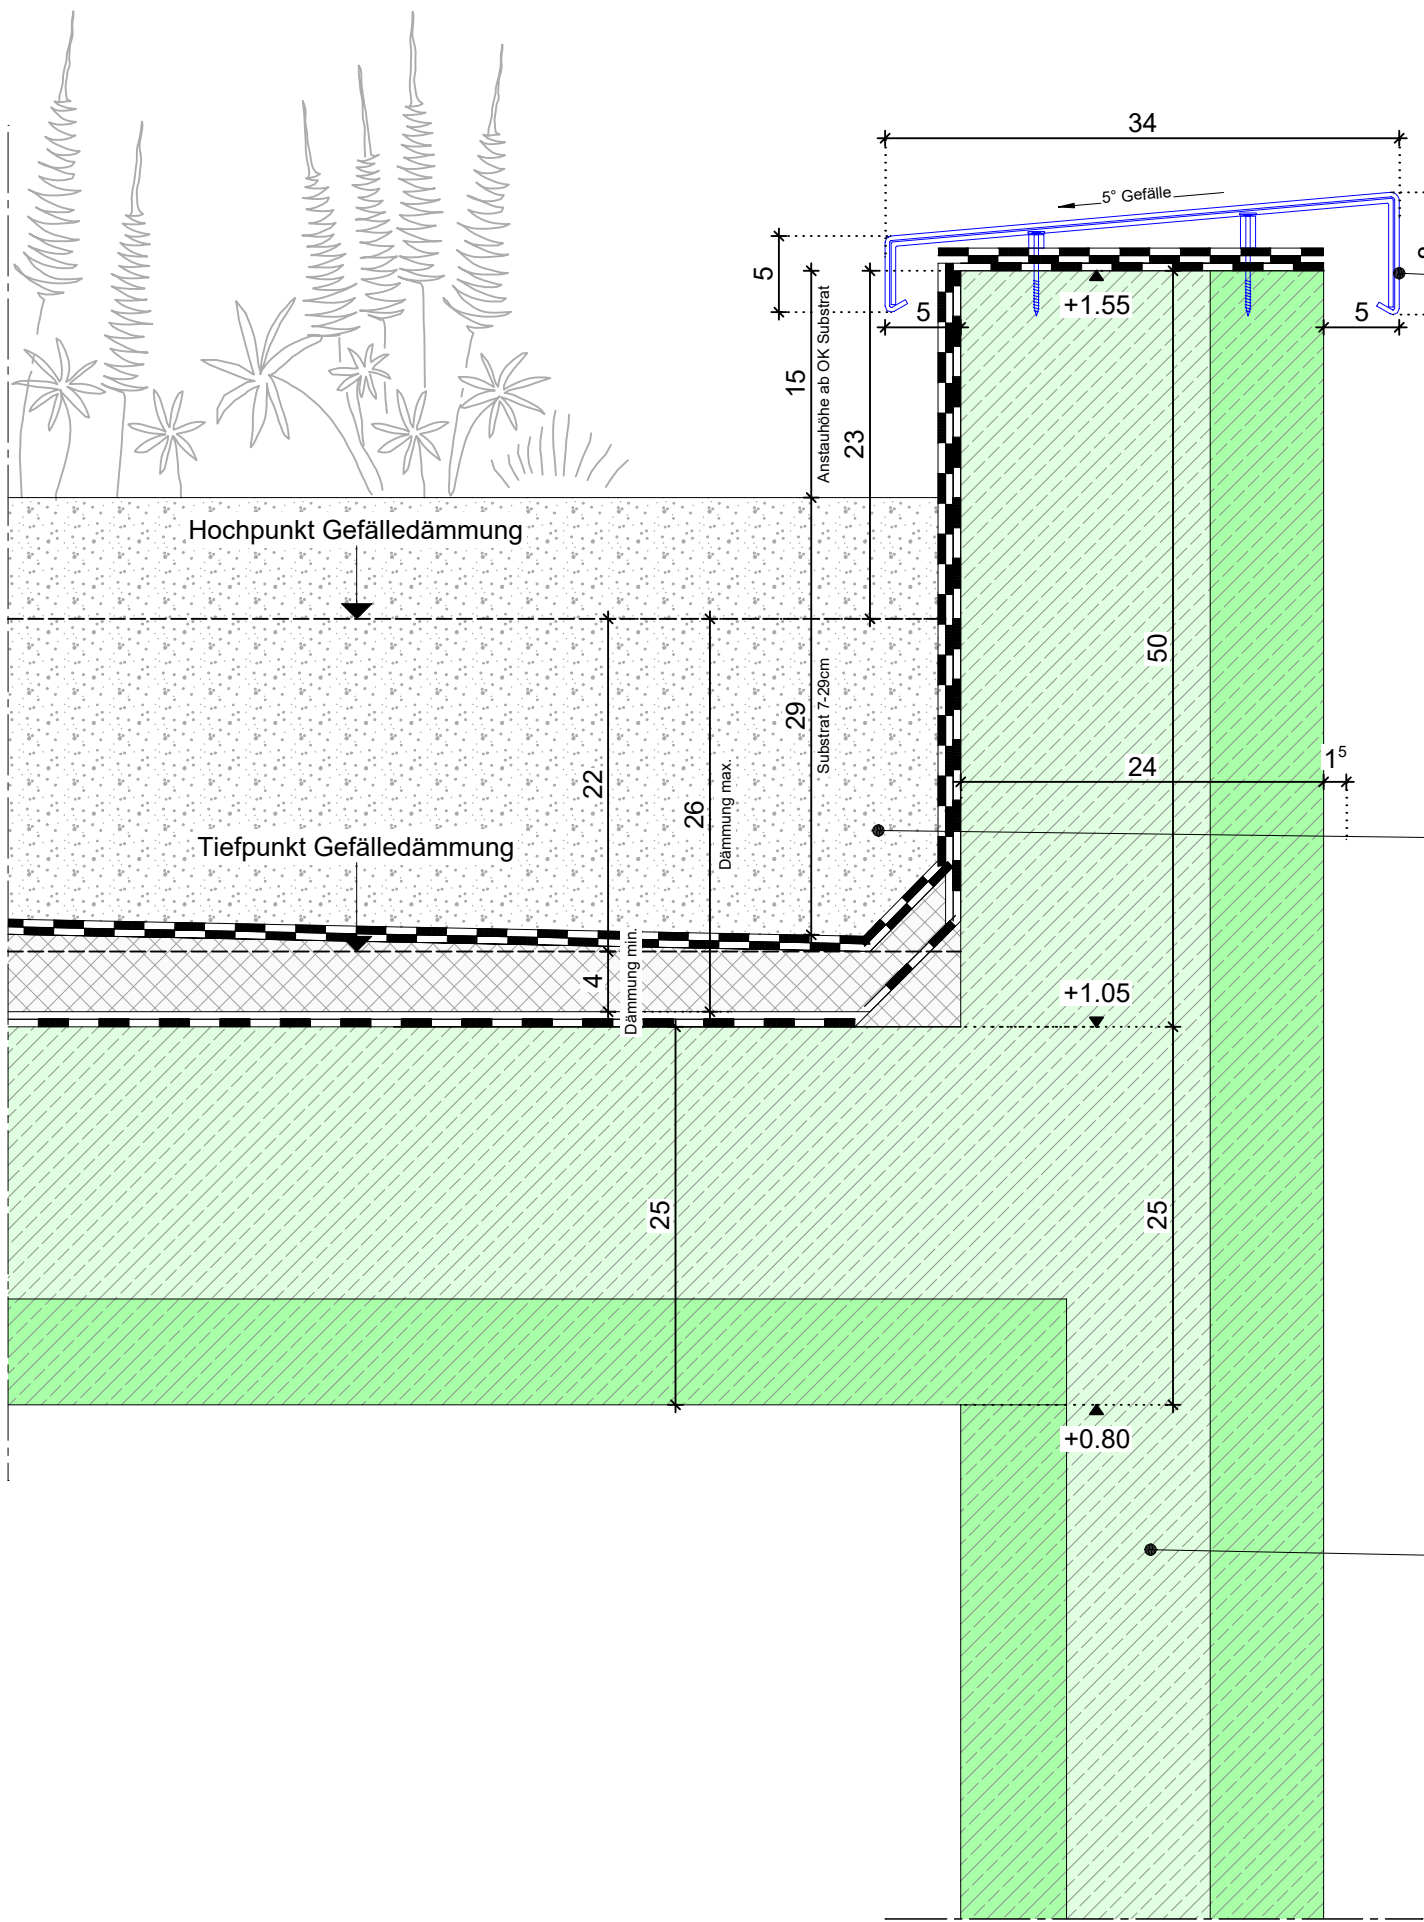 34
5° Gefälle
5
5
+1.55
5
15
Anstauhöhe ab OK Substrat
23
Hochpunkt Gefälledämmung
50
29
Substrat 7-29cm
24
1⁵
22
26
Dämmung max.
Tiefpunkt Gefälledämmung
4
Dämmung min.
+1.05
25
25
+0.80